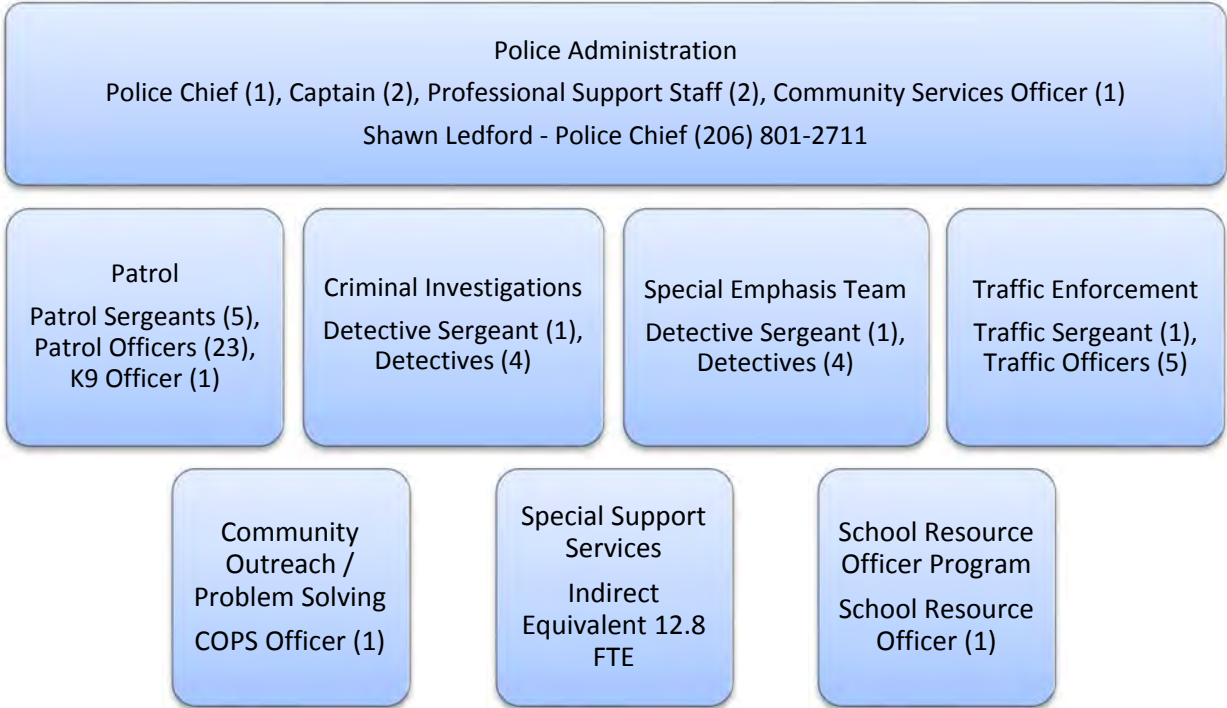 Police Administration
Police Chief (1), Captain (2), Professional Support Staff (2), Community Services Officer (1)
Shawn Ledford - Police Chief (206) 801-2711
Patrol
Patrol Sergeants (5),
Patrol Officers (23),
K9 Officer (1)
Criminal Investigations
Detective Sergeant (1),
Detectives (4)
Special Emphasis Team
Detective Sergeant (1),
Detectives (4)
Traffic Enforcement
Traffic Sergeant (1),
Traffic Officers (5)
Community
Outreach /
Problem Solving
COPS Officer (1)
Special Support
Services
Indirect
Equivalent 12.8
FTE
School Resource
Officer Program
School Resource
Officer (1)